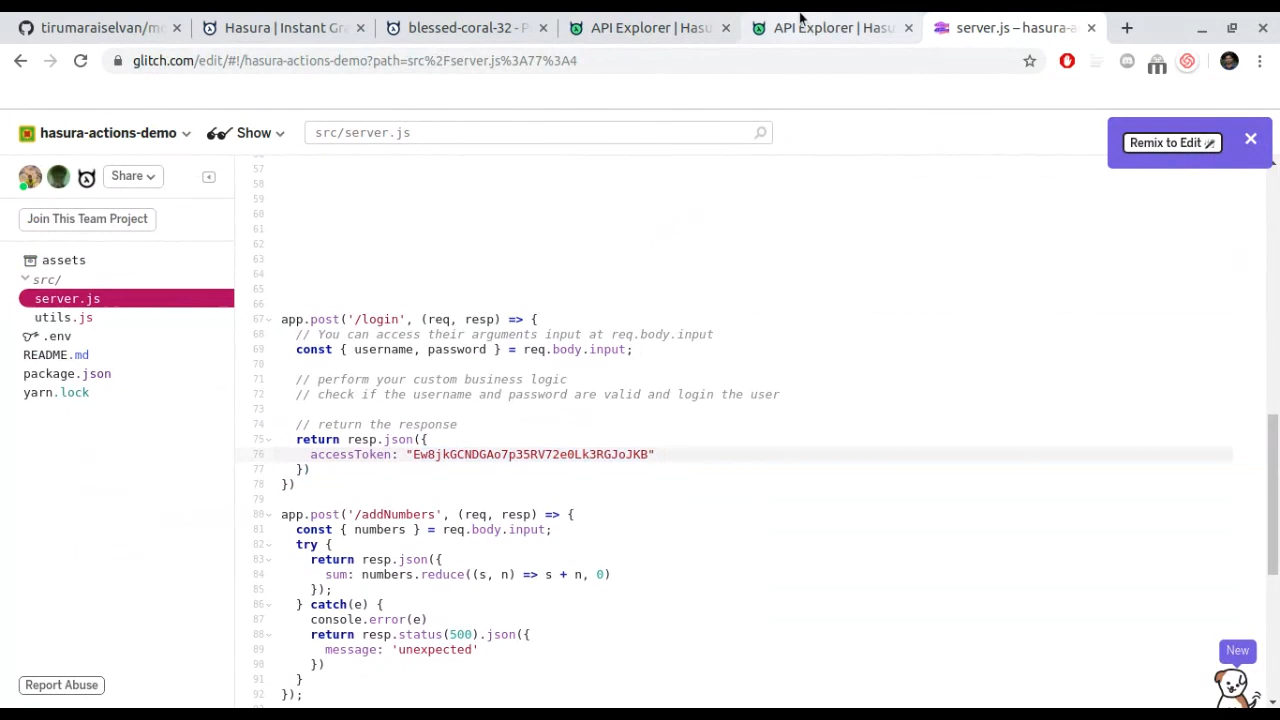 tirumaraiselvan/m
Hasura | Instant Gra
blessed-coral-32 - P
API Explorer | Hasu
API Explorer | Hasu
server.js – hasura-a
glitch.com/edit/#!/hasura-actions-demo?path=src%2Fserver.js%3A77%3A4
hasura-actions-demo
Show
src/server.js
Remix to Edit
Share
Join This Team Project
assets
src/
server.js
utils.js
.env
README.md
package.json
yarn.lock
Report Abuse
57
58
59
60
61
62
63
64
65
66
67 app.post('/login', (req, resp) => {
68 // You can access their arguments input at req.body.input
69 const { username, password } = req.body.input;
70
71 // perform your custom business logic
72 // check if the username and password are valid and login the user
73
74 // return the response
75 return resp.json({
76 accessToken: "Ew8jkGCNDGAo7p35RV72e0Lk3RGJoJKB"
77 })
78 })
79
80 app.post('/addNumbers', (req, resp) => {
81 const { numbers } = req.body.input;
82 try {
83 return resp.json({
84 sum: numbers.reduce((s, n) => s + n, 0)
85 });
86 } catch(e) {
87 console.error(e)
88 return resp.status(500).json({
89 message: 'unexpected'
90 })
91 }
92 });
New